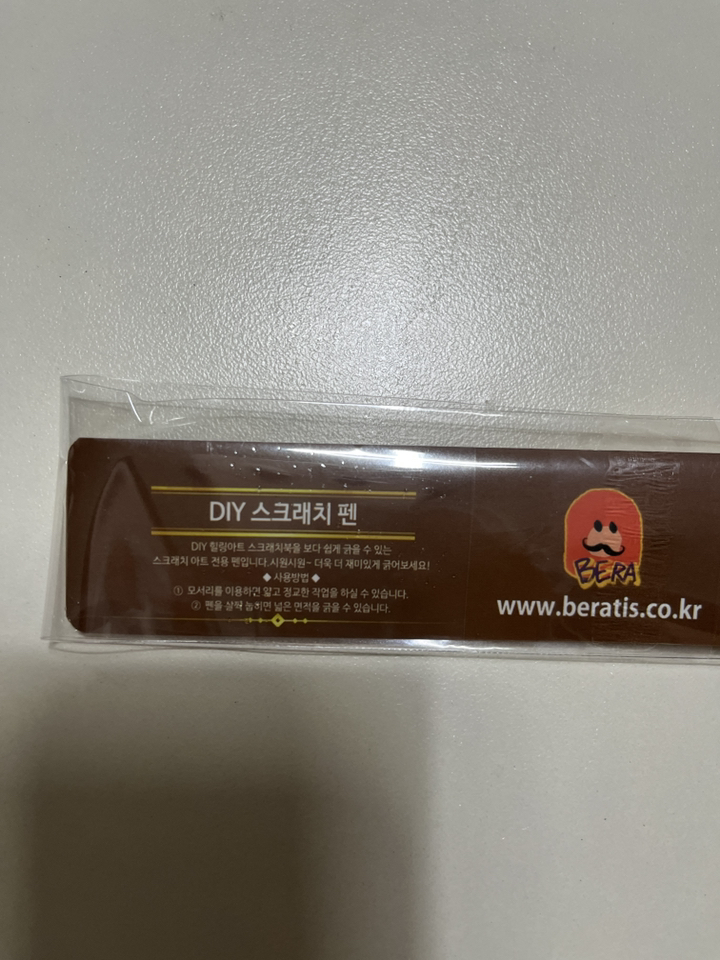 DIY 스크래치 펜
DIY 힐링아트 스크래치북을 보다 쉽게 긁을 수 있는
스크래치 아트 전용 펜입니다.시원시원~ 더욱 더 재미있게 긁어보세요!
◆ 사용방법 ◆
① 모서리를 이용하면 얇고 정교한 작업을 하실 수 있습니다.
② 펜을 살짝 눕히면 넓은 면적을 긁을 수 있습니다.
BERA
www.beratis.co.kr